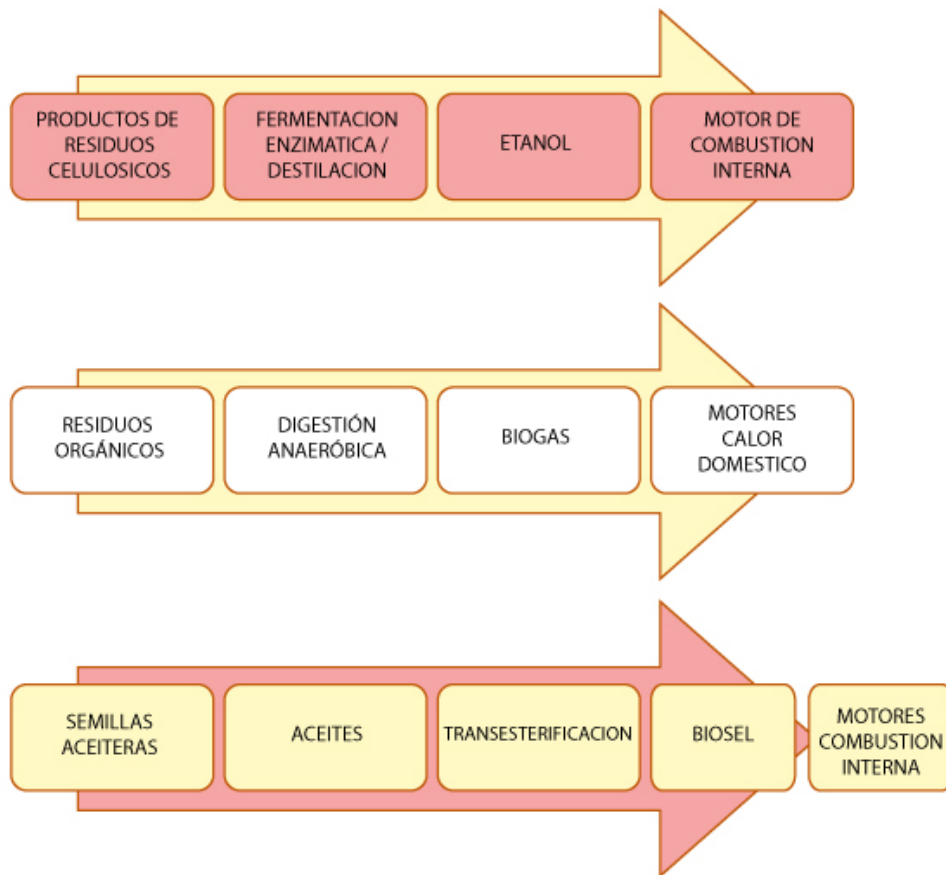 PRODUCTOS DE
RESIDUOS
CELULOSICOS
FERMENTACION
ENZIMATICA /
DESTILACION
ETANOL
MOTOR DE
COMBUSTION
INTERNA
RESIDUOS
ORGÁNICOS
DIGESTIÓN
ANAERÓBICA
BIOGAS
MOTORES
CALOR
DOMESTICO
SEMILLAS
ACEITERAS
ACEITES
TRANSESTERIFICACION
BIOSEL
MOTORES
COMBUSTION
INTERNA